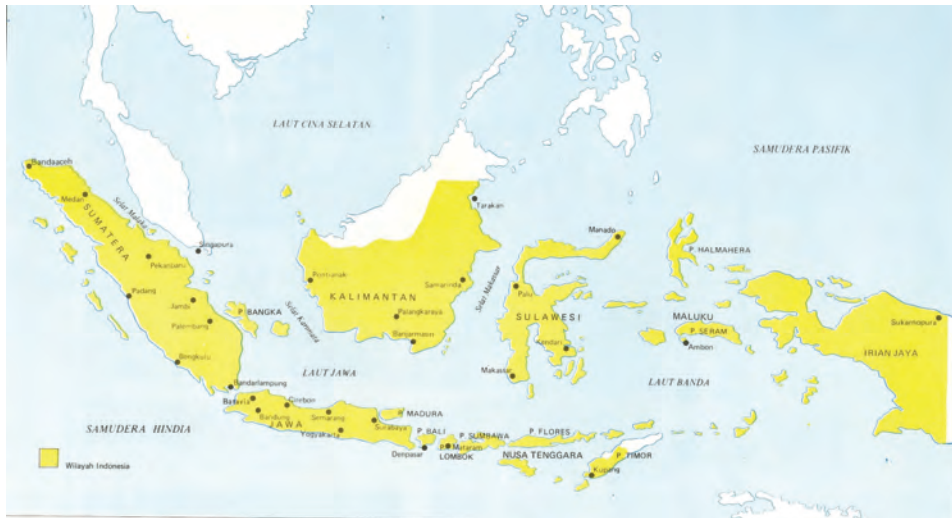 LAUT CINA SELATAN
SAMUDERA PASIFIK
Bandaaceh
Medan
Selat Malaka
SUMATERA
Singapura
Pekanbaru
Padang
Jambi
Palembang
Bengkulu
Bandarlampung
P. BANGKA
Selat Karimata
Tarakan
Pontianak
Samarinda
KALIMANTAN
Palangkaraya
Banjarmasin
Selat Makassar
Manado
Palu
SULAWESI
Kendari
Makassar
P. HALMAHERA
MALUKU
P. SERAM
Ambon
Sukarnopura
IRIAN JAYA
LAUT JAWA
LAUT BANDA
Batavia
Cirebon
Bandung
JAWA
Semarang
Yogyakarta
Surabaya
MADURA
P. BALI
Denpasar
P. SUMBAWA
Mataram
LOMBOK
P. FLORES
NUSA TENGGARA
P. TIMOR
Kupang
SAMUDERA HINDIA
Wilayah Indonesia